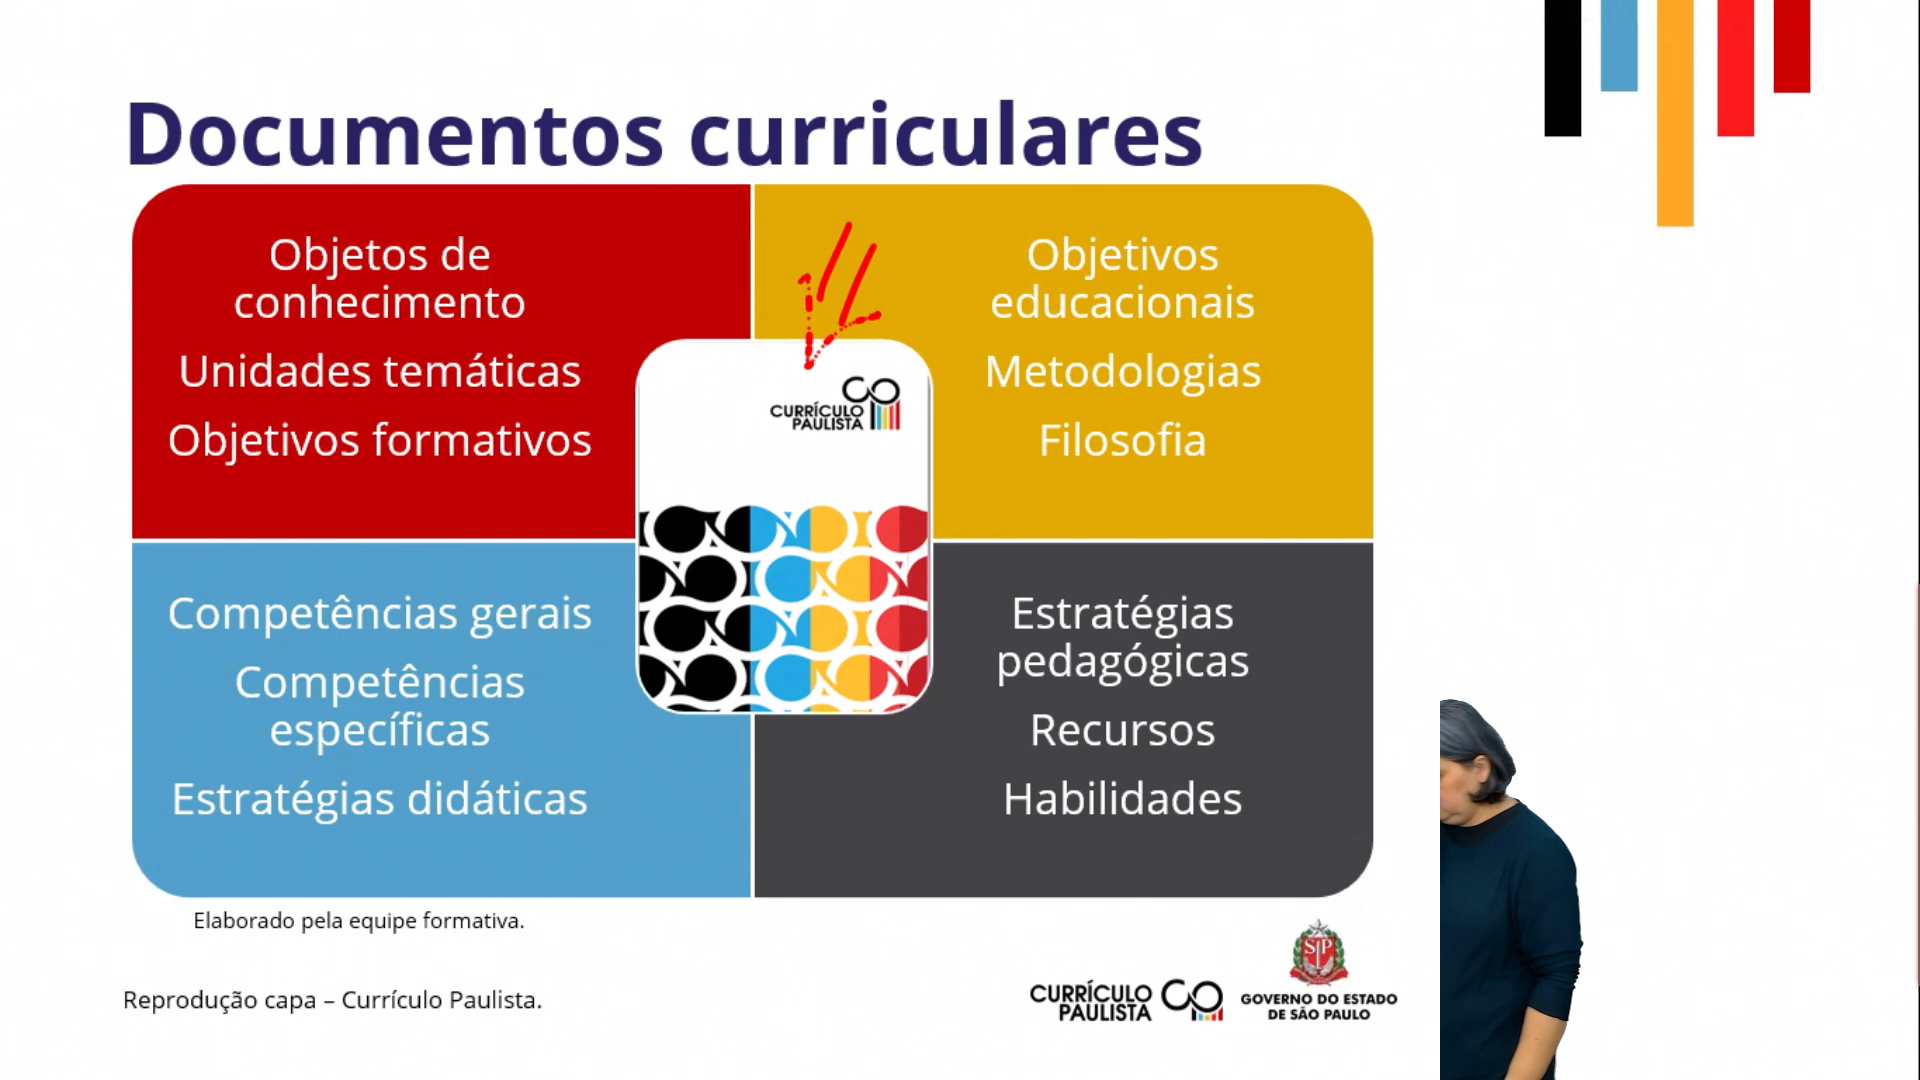 Documentos curriculares
Objetos de
conhecimento
Unidades temáticas
Objetivos formativos
Objetivos
educacionais
Metodologias
Filosofia
CURRÍCULO
PAULISTA
Competências gerais
Competências
específicas
Estratégias didáticas
Estratégias
pedagógicas
Recursos
Habilidades
Elaborado pela equipe formativa.
Reprodução capa – Currículo Paulista.
CURRÍCULO
PAULISTA
SP
GOVERNO DO ESTADO
DE SÃO PAULO